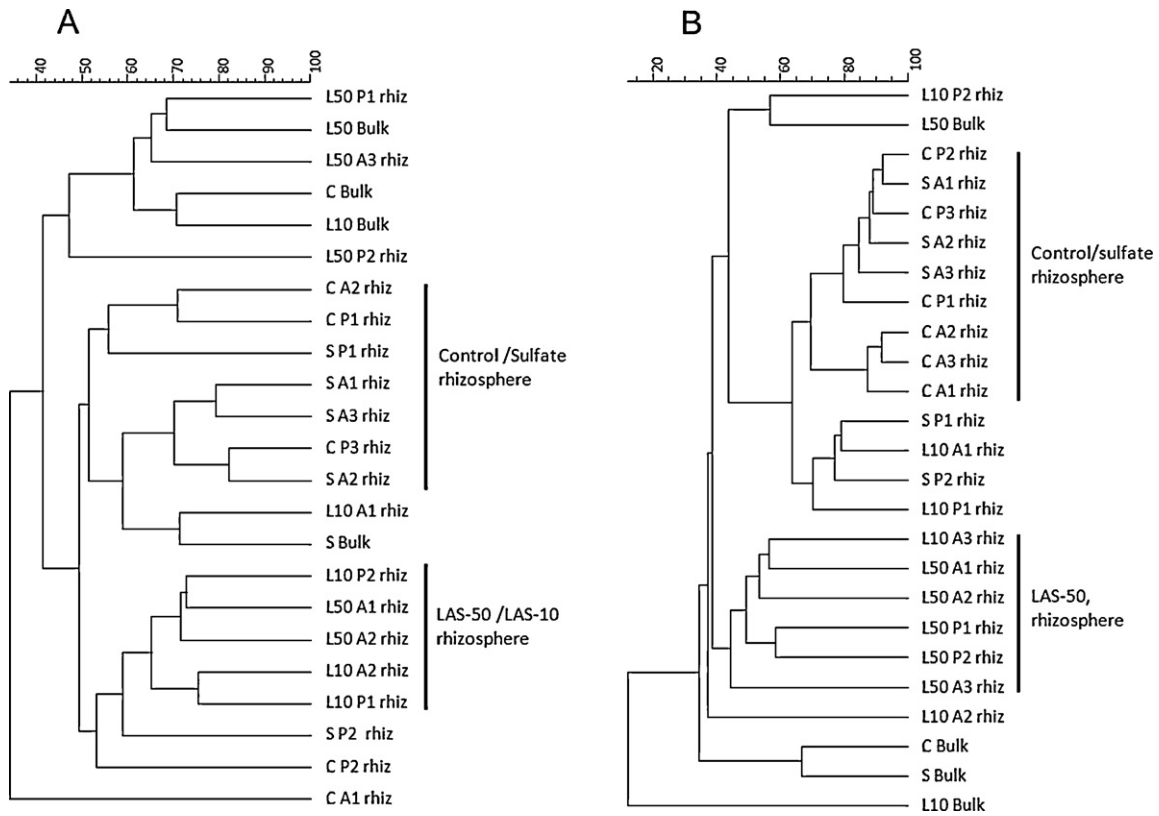 A
40 50 60 70 80 90 100
L50 P1 rhiz
L50 Bulk
L50 A3 rhiz
C Bulk
L10 Bulk
L50 P2 rhiz
C A2 rhiz
C P1 rhiz
S P1 rhiz
S A1 rhiz
S A3 rhiz
C P3 rhiz
S A2 rhiz
L10 A1 rhiz
S Bulk
L10 P2 rhiz
L50 A1 rhiz
L50 A2 rhiz
L10 A2 rhiz
L10 P1 rhiz
S P2 rhiz
C P2 rhiz
C A1 rhiz
Control /Sulfate
rhizosphere
LAS-50 /LAS-10
rhizosphere
B
20 40 60 80 100
L10 P2 rhiz
L50 Bulk
C P2 rhiz
S A1 rhiz
C P3 rhiz
S A2 rhiz
S A3 rhiz
C P1 rhiz
C A2 rhiz
C A3 rhiz
C A1 rhiz
S P1 rhiz
L10 A1 rhiz
S P2 rhiz
L10 P1 rhiz
L10 A3 rhiz
L50 A1 rhiz
L50 A2 rhiz
L50 P1 rhiz
L50 P2 rhiz
L50 A3 rhiz
L10 A2 rhiz
C Bulk
S Bulk
L10 Bulk
Control/sulfate
rhizosphere
LAS-50,
rhizosphere